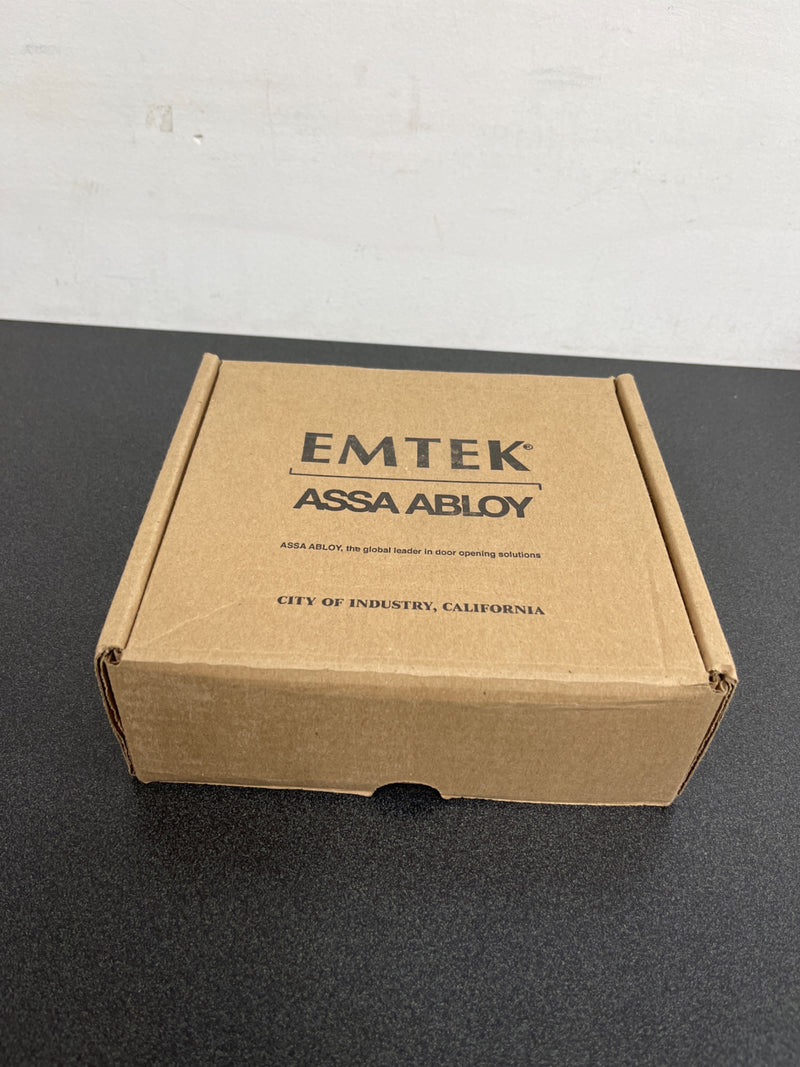 EMTEK®
ASSA ABLOY
ASSA ABLOY, the global leader in door opening solutions
CITY OF INDUSTRY, CALIFORNIA